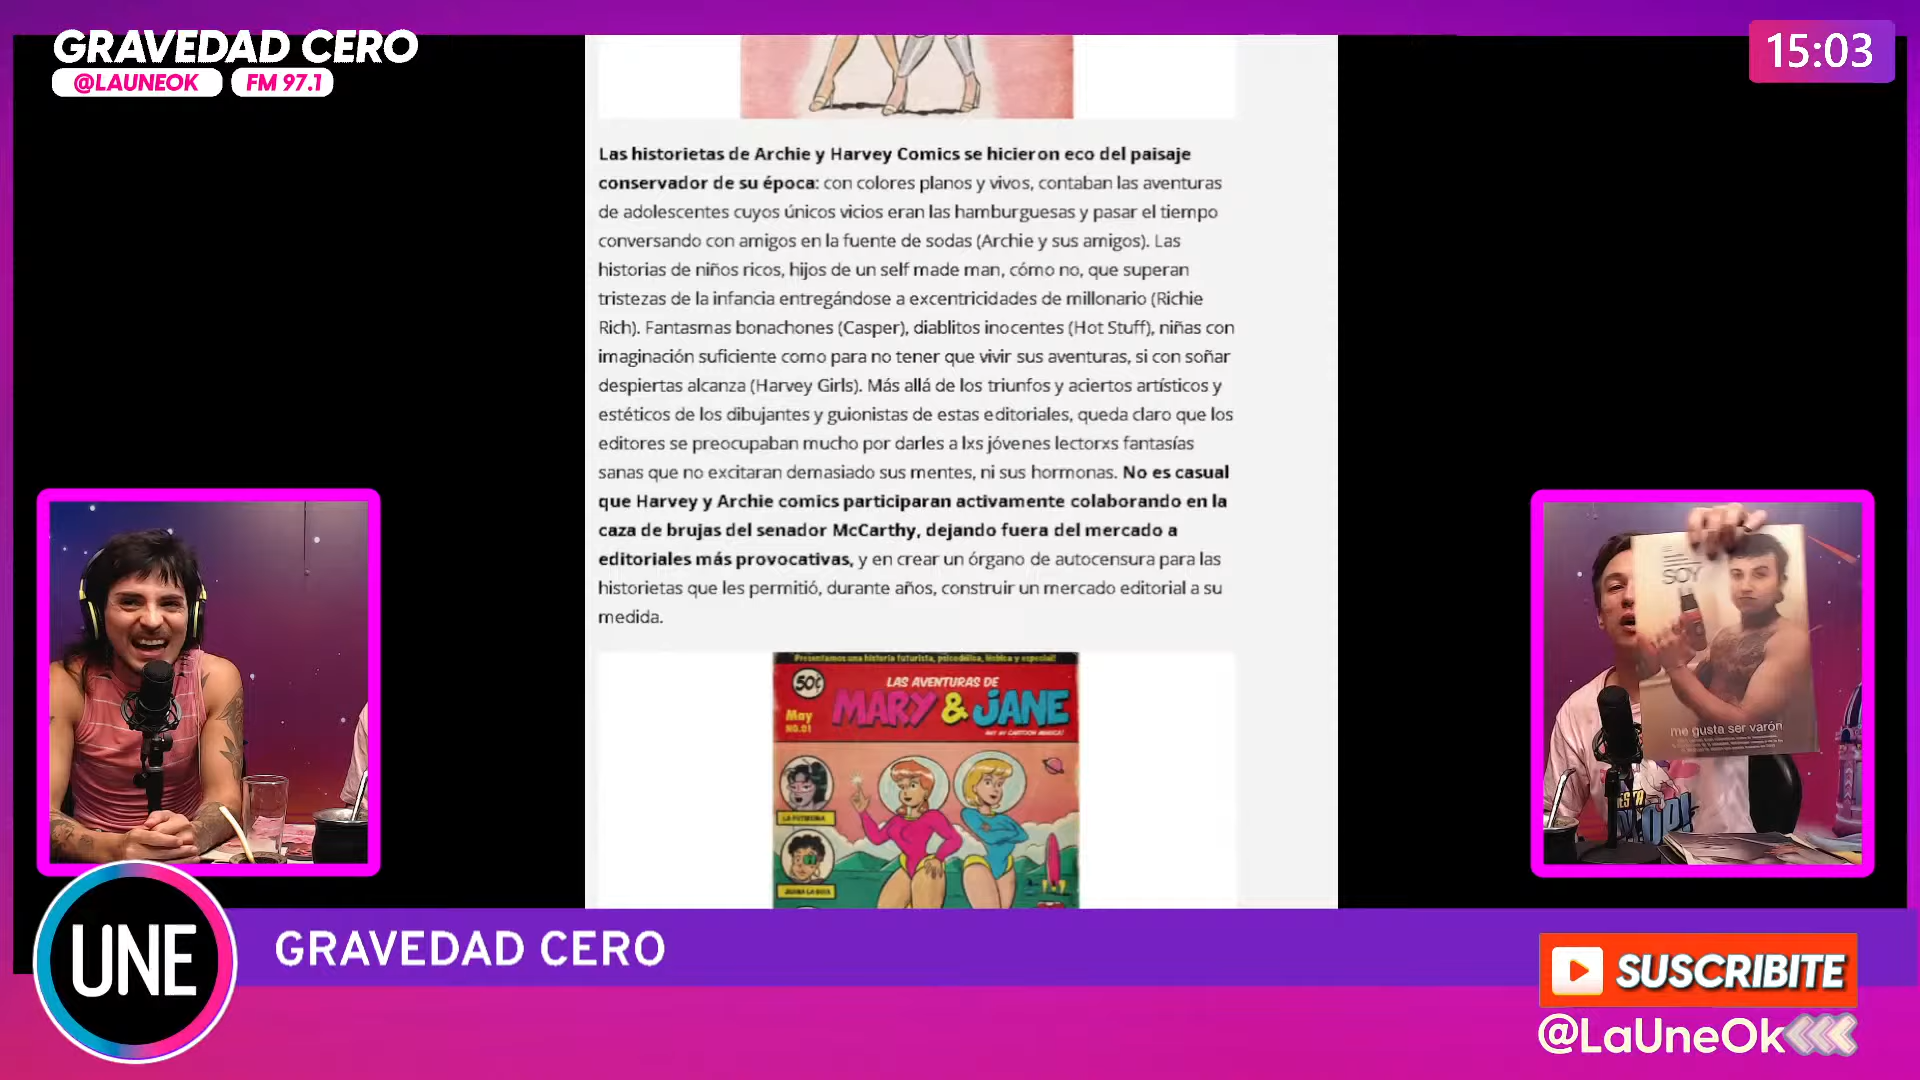 GRAVEDAD CERO
@LAUNEOK FM 97.1
15:03
Las historietas de Archie y Harvey Comics se hicieron eco del paisaje
conservador de su época: con colores planos y vivos, contaban las aventuras
de adolescentes cuyos únicos vicios eran las hamburguesas y pasar el tiempo
conversando con amigos en la fuente de sodas (Archie y sus amigos). Las
historias de niños ricos, hijos de un self made man, cómo no, que superan
tristezas de la infancia entregándose a excentricidades de millonario (Richie
Rich). Fantasmas bonachones (Casper), diablitos inocentes (Hot Stuff), niñas con
imaginación suficiente como para no tener que vivir sus aventuras, si con soñar
despiertas alcanza (Harvey Girls). Más allá de los triunfos y aciertos artísticos y
estéticos de los dibujantes y guionistas de estas editoriales, queda claro que los
editores se preocupaban mucho por darles a lxs jóvenes lectorxs fantasías
sanas que no excitaran demasiado sus mentes, ni sus hormonas. No es casual
que Harvey y Archie comics participaran activamente colaborando en la
caza de brujas del senador McCarthy, dejando fuera del mercado a
editoriales más provocativas, y en crear un órgano de autocensura para las
historietas que les permitió, durante años, construir un mercado editorial a su
medida.
Presentamos una historia futurista, psicodélica, lésbica y especial!
50¢
LAS AVENTURAS DE
MARY & JANE
May
NO.01
SOY
me gusta ser varón
UNE
GRAVEDAD CERO
SUSCRIBITE
@LaUneOk